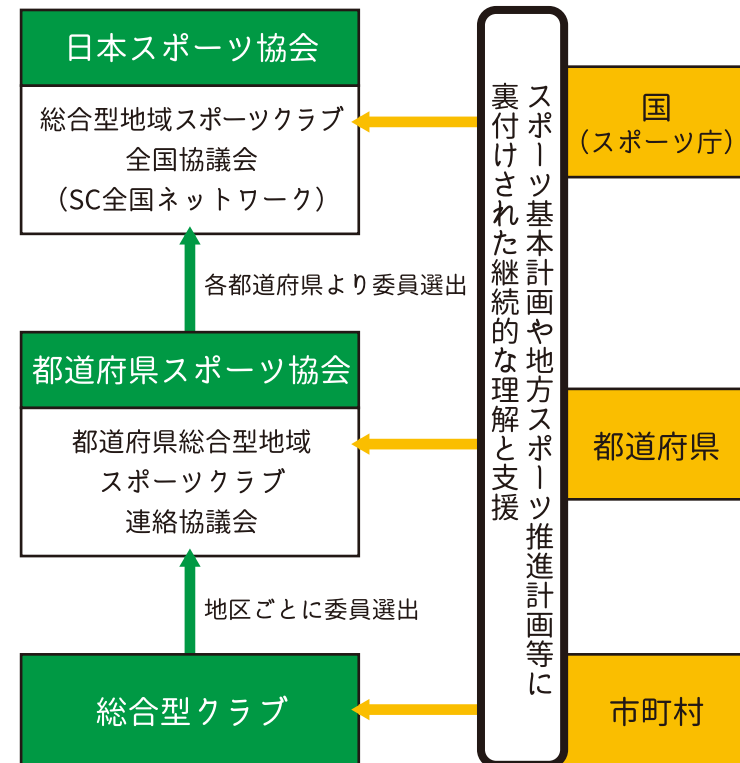 日本スポーツ協会
総合型地域スポーツクラブ
全国協議会
（SC全国ネットワーク）
各都道府県より委員選出
都道府県スポーツ協会
都道府県総合型地域
スポーツクラブ
連絡協議会
地区ごとに委員選出
総合型クラブ
スポーツ基本計画や地方スポーツ推進計画等に
裏付けされた継続的な理解と支援
国
（スポーツ庁）
都道府県
市町村